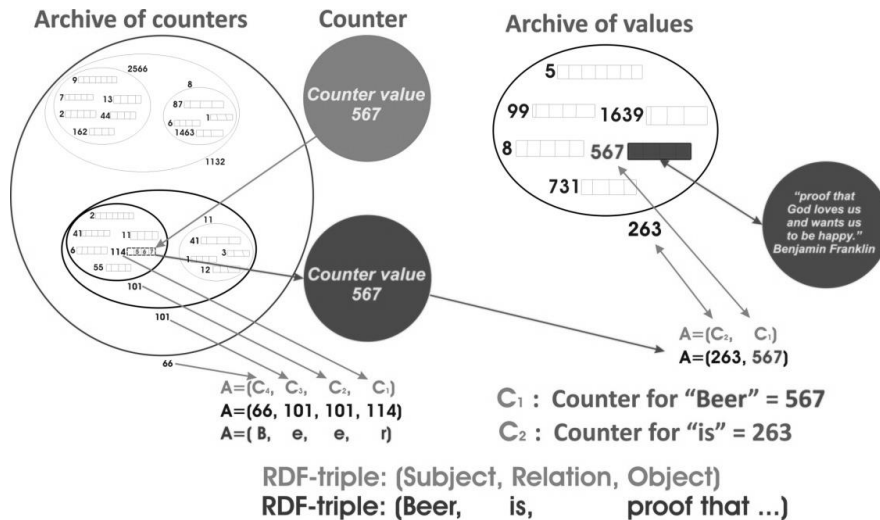 Archive of counters
Counter
Archive of values
2566
9
7
13
2
44
162
8
87
1
6
1463
1132
Counter value
567
5
99
1639
8
567
731
263
"proof that
God loves us
and wants us
to be happy."
Benjamin Franklin
2
41
11
6
114
55
101
11
41
3
1
12
101
66
Counter value
567
A=(C₂, C₁)
A=(263, 567)
A=(C₄, C₃, C₂, C₁)
A=(66, 101, 101, 114)
A=(B, e, e, r)
C₁ : Counter for “Beer” = 567
C₂ : Counter for “is” = 263
RDF-triple: (Subject, Relation, Object)
RDF-triple: (Beer, is, proof that ...)